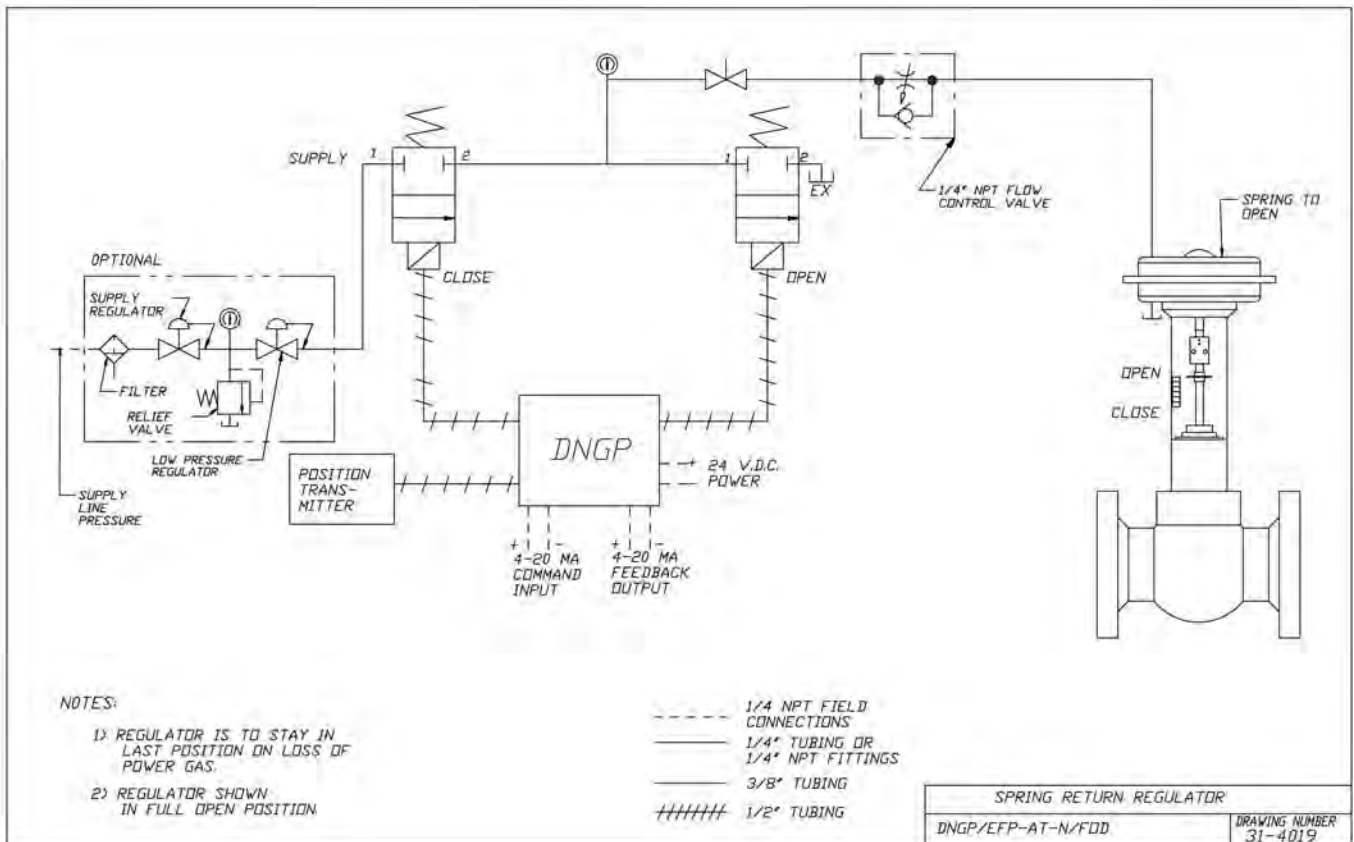 SUPPLY
1
2
CLOSE
1
2
EX
OPEN
1/4" NPT FLOW
CONTROL VALVE
SPRING TO
OPEN
OPTIONAL
SUPPLY
REGULATOR
FILTER
RELIEF
VALVE
LOW PRESSURE
REGULATOR
SUPPLY
LINE
PRESSURE
POSITION
TRANS-
MITTER
DNGP
+ 24 V.D.C.
- POWER
+ -
4-20 MA
COMMAND
INPUT
+ -
4-20 MA
FEEDBACK
OUTPUT
OPEN
CLOSE
NOTES:
1) REGULATOR IS TO STAY IN
LAST POSITION ON LOSS OF
POWER GAS.
2) REGULATOR SHOWN
IN FULL OPEN POSITION
1/4 NPT FIELD
CONNECTIONS
1/4" TUBING OR
1/4" NPT FITTINGS
3/8" TUBING
1/2" TUBING
SPRING RETURN REGULATOR
DNGP/EFP-AT-N/FOD
DRAWING NUMBER
31-4019